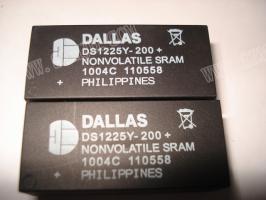 DALLAS
DS1225Y-200+
NONVOLATILE SRAM
1004C 110558
+ PHILIPPINES
DALLAS
DS1225Y-200+
NONVOLATILE SRAM
1004C 110558
+ PHILIPPINES